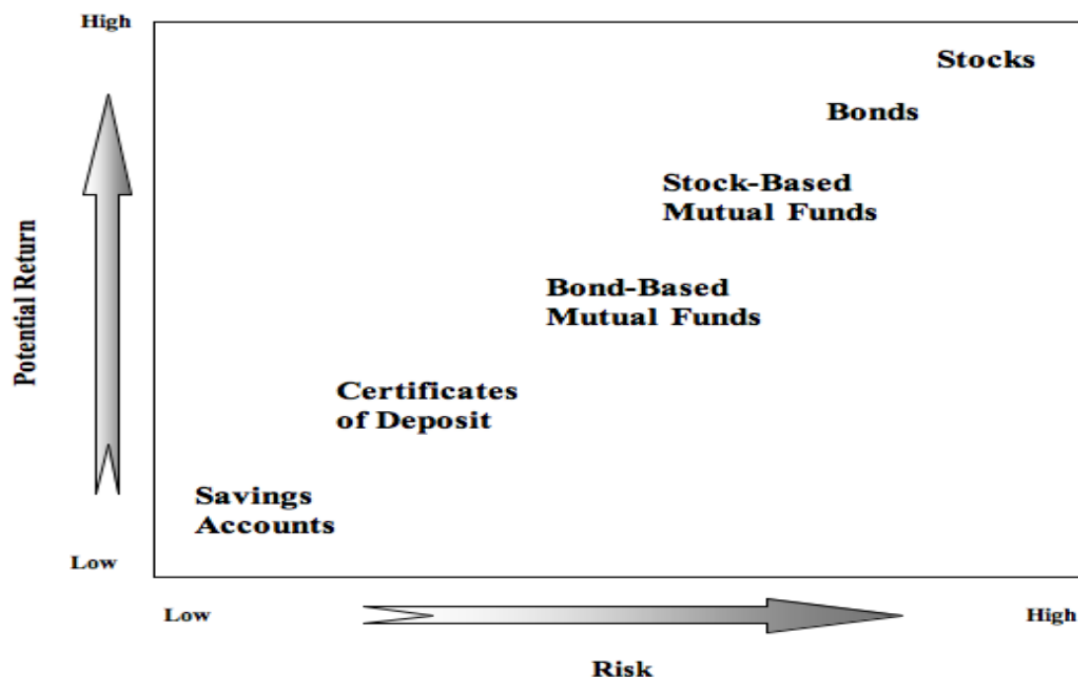 High
Stocks
Bonds
Stock-Based
Mutual Funds
Potential Return
Bond-Based
Mutual Funds
Certificates
of Deposit
Savings
Accounts
Low
Low
High
Risk